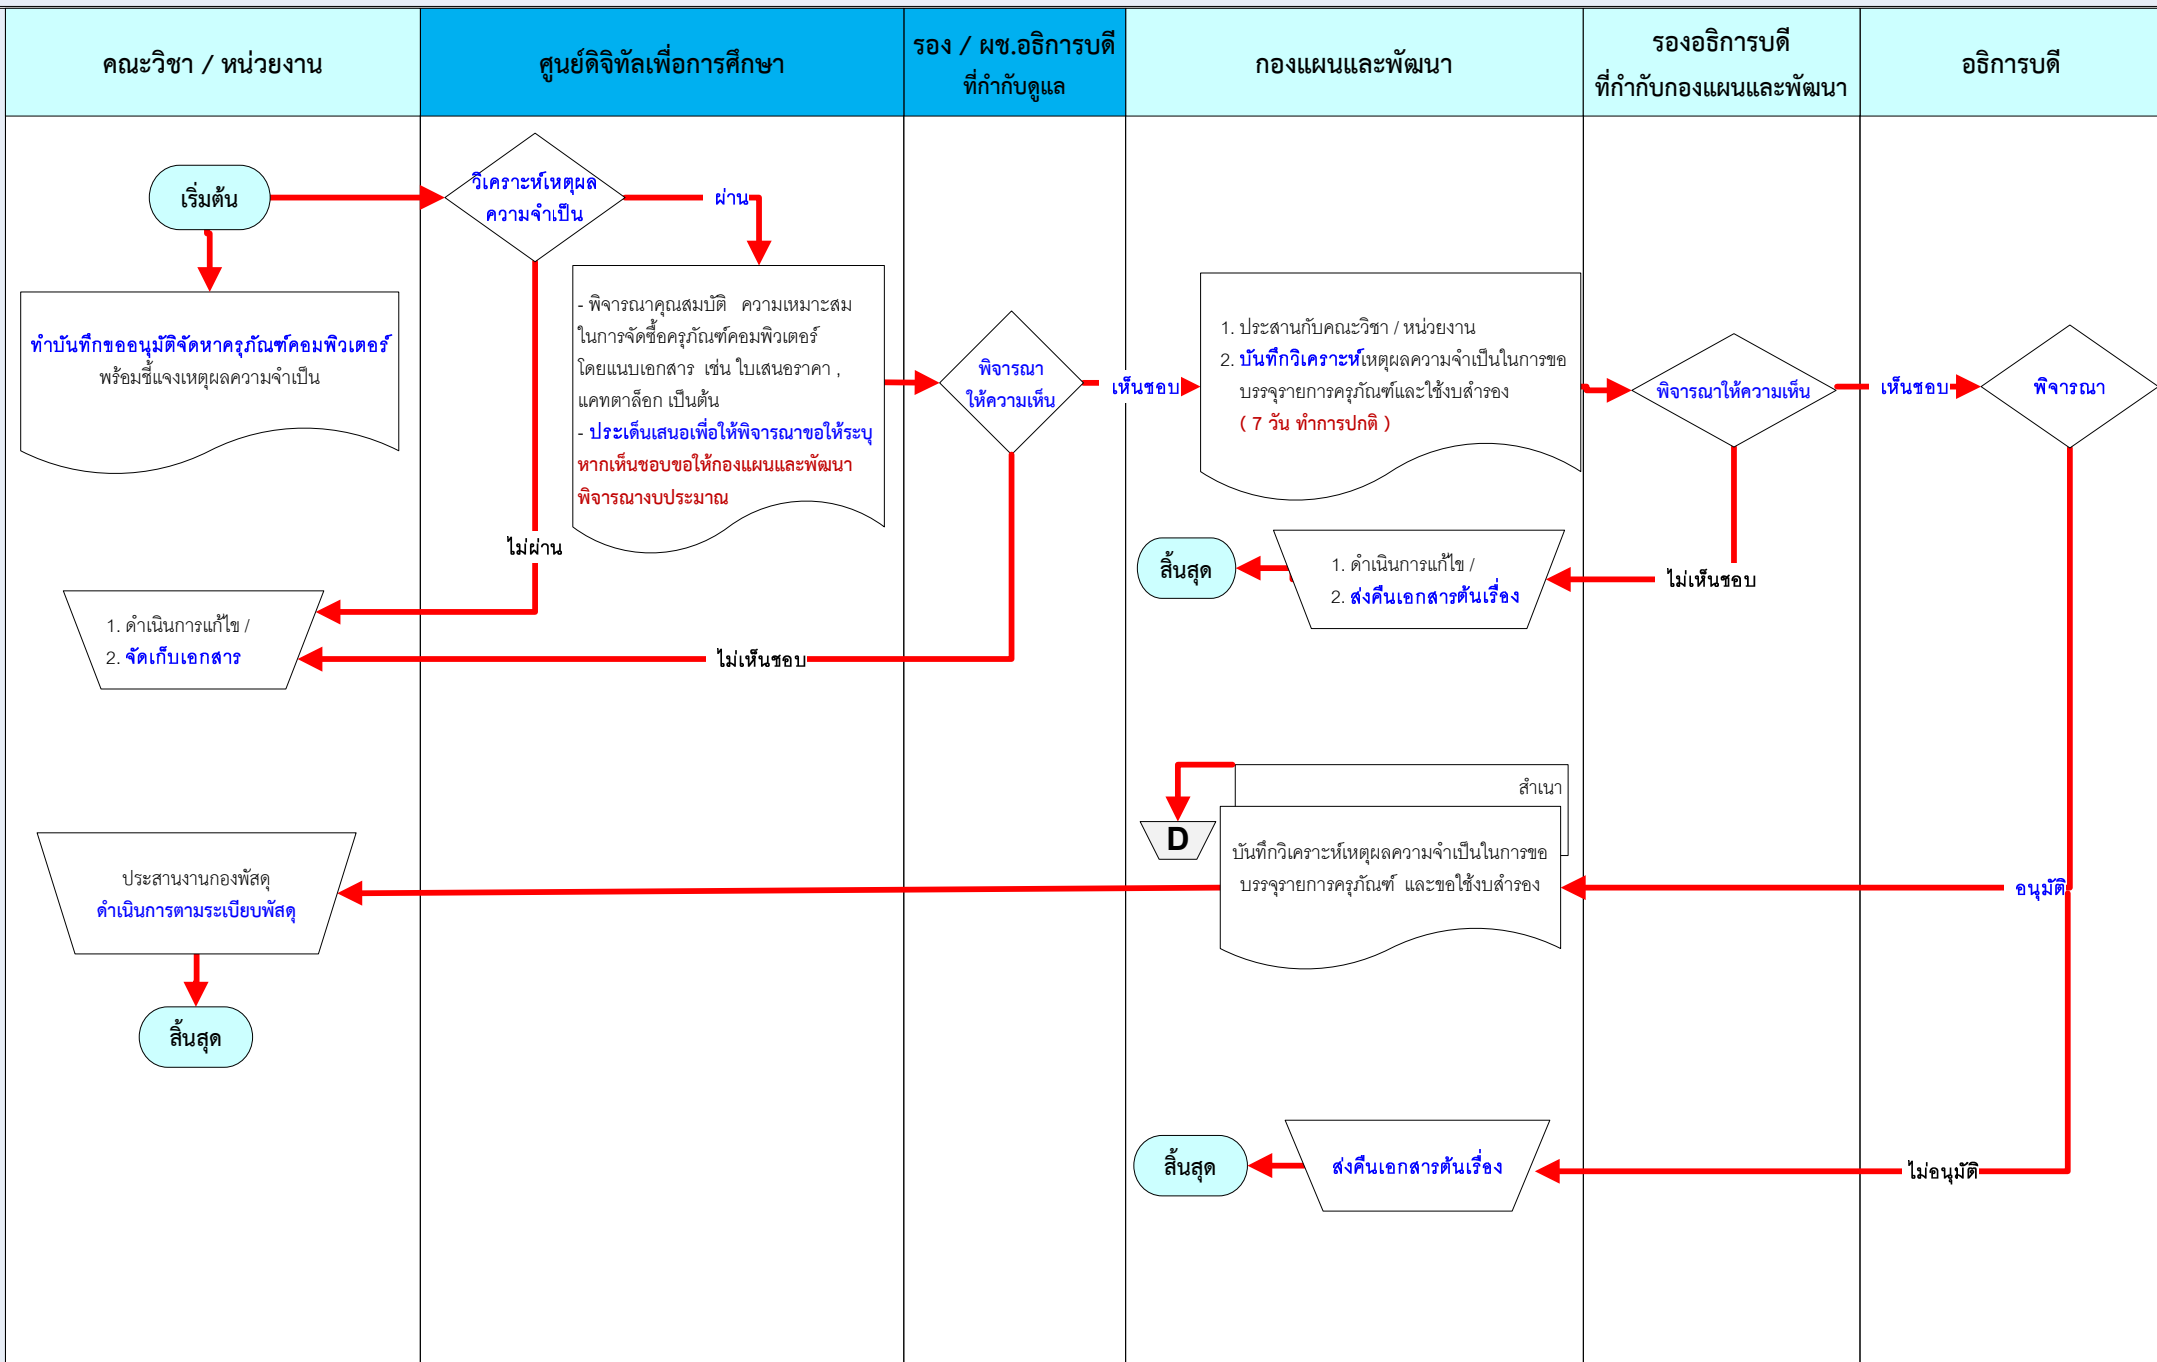 คณะวิชา / หน่วยงาน
ศูนย์ดิจิทัลเพื่อการศึกษา
รอง / ผช.อธิการบดี
ที่กำกับดูแล
กองแผนและพัฒนา
รองอธิการบดี
ที่กำกับกองแผนและพัฒนา
อธิการบดี
เริ่มต้น
วิเคราะห์เหตุผล
ความจำเป็น
ผ่าน
ทำบันทึกขออนุมัติจัดหาครุภัณฑ์คอมพิวเตอร์
พร้อมชี้แจงเหตุผลความจำเป็น
- พิจารณาคุณสมบัติ ความเหมาะสม
ในการจัดซื้อครุภัณฑ์คอมพิวเตอร์
โดยแนบเอกสาร เช่น ใบเสนอราคา ,
แคทตาล็อก เป็นต้น
- ประเด็นเสนอเพื่อให้พิจารณาขอให้ระบุ
หากเห็นชอบขอให้กองแผนและพัฒนา
พิจารณางบประมาณ
พิจารณา
ให้ความเห็น
เห็นชอบ
1. ประสานกับคณะวิชา / หน่วยงาน
2. บันทึกวิเคราะห์เหตุผลความจำเป็นในการขอ
บรรจุรายการครุภัณฑ์และใช้งบสำรอง
( 7 วัน ทำการปกติ )
พิจารณาให้ความเห็น
เห็นชอบ
พิจารณา
ไม่ผ่าน
สิ้นสุด
1. ดำเนินการแก้ไข /
2. ส่งคืนเอกสารต้นเรื่อง
ไม่เห็นชอบ
1. ดำเนินการแก้ไข /
2. จัดเก็บเอกสาร
ไม่เห็นชอบ
สำเนา
D
บันทึกวิเคราะห์เหตุผลความจำเป็นในการขอ
บรรจุรายการครุภัณฑ์ และขอใช้งบสำรอง
อนุมัติ
ประสานงานกองพัสดุ
ดำเนินการตามระเบียบพัสดุ
สิ้นสุด
สิ้นสุด
ส่งคืนเอกสารต้นเรื่อง
ไม่อนุมัติ